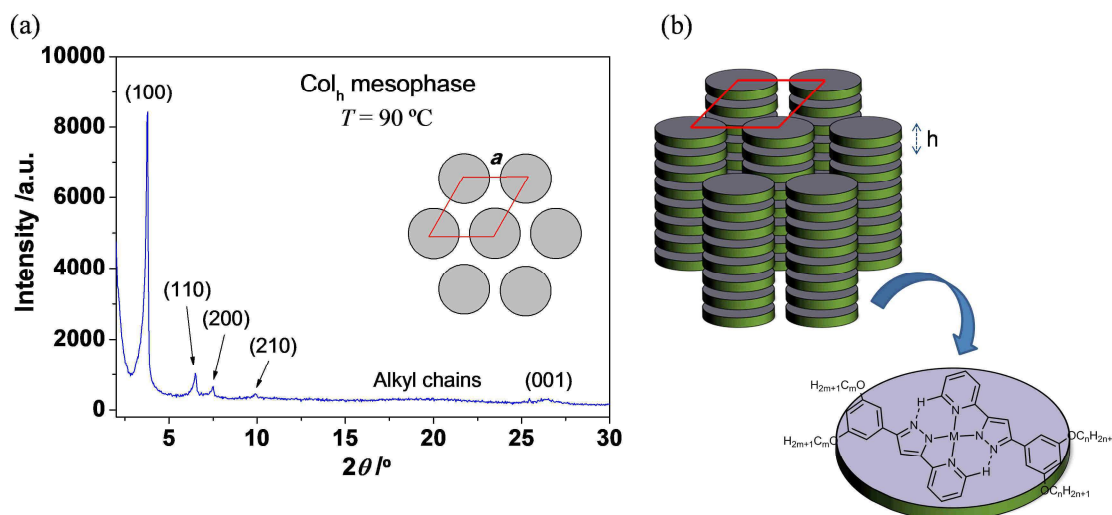 (a)
10000
8000
6000
4000
2000
0
Intensity /a.u.
5
10
15
20
25
30
2θ /º
(100)
(110)
(200)
(210)
Alkyl chains
(001)
Colh mesophase
T = 90 ºC
a
(b)
h
H2m+1CmO
H2m+1CmO
H
N
N
N
M
N
N
N
H
OCnH2n+
OCnH2n+1